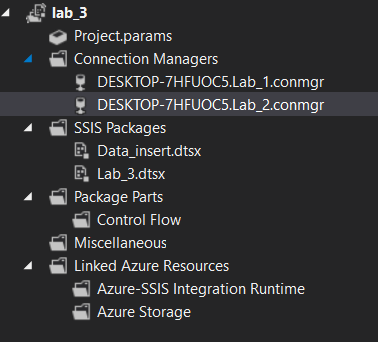 lab_3
Project.params
Connection Managers
DESKTOP-7HFUOC5.Lab_1.conmgr
DESKTOP-7HFUOC5.Lab_2.conmgr
SSIS Packages
Data_insert.dtsx
Lab_3.dtsx
Package Parts
Control Flow
Miscellaneous
Linked Azure Resources
Azure-SSIS Integration Runtime
Azure Storage